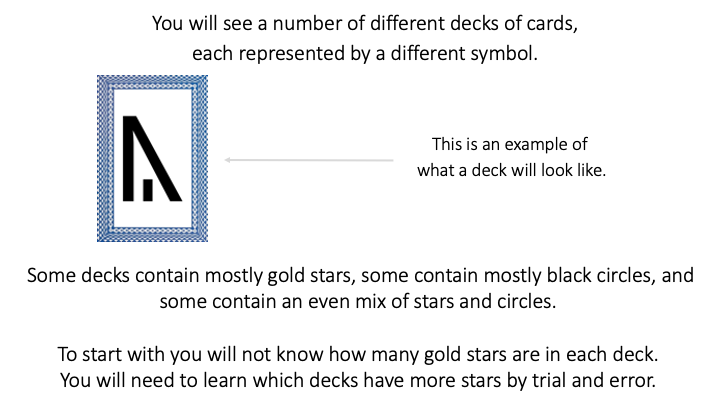 You will see a number of different decks of cards,
each represented by a different symbol.
This is an example of
what a deck will look like.
Some decks contain mostly gold stars, some contain mostly black circles, and
some contain an even mix of stars and circles.
To start with you will not know how many gold stars are in each deck.
You will need to learn which decks have more stars by trial and error.